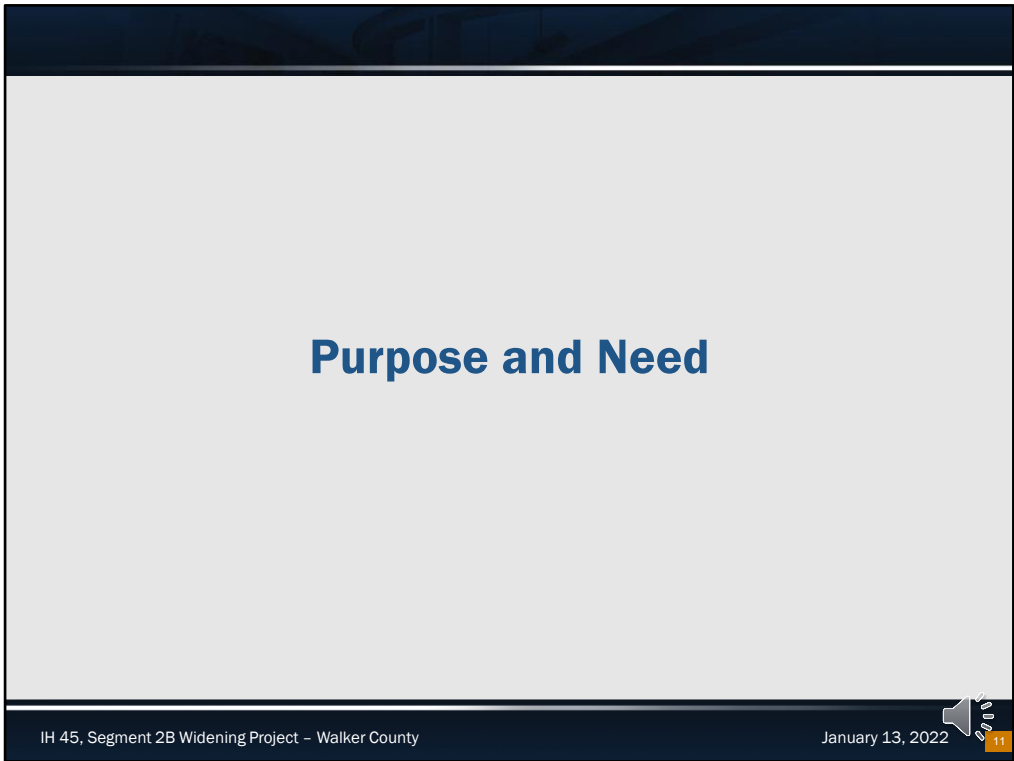 Purpose and Need
IH 45, Segment 2B Widening Project – Walker County
January 13, 2022
11